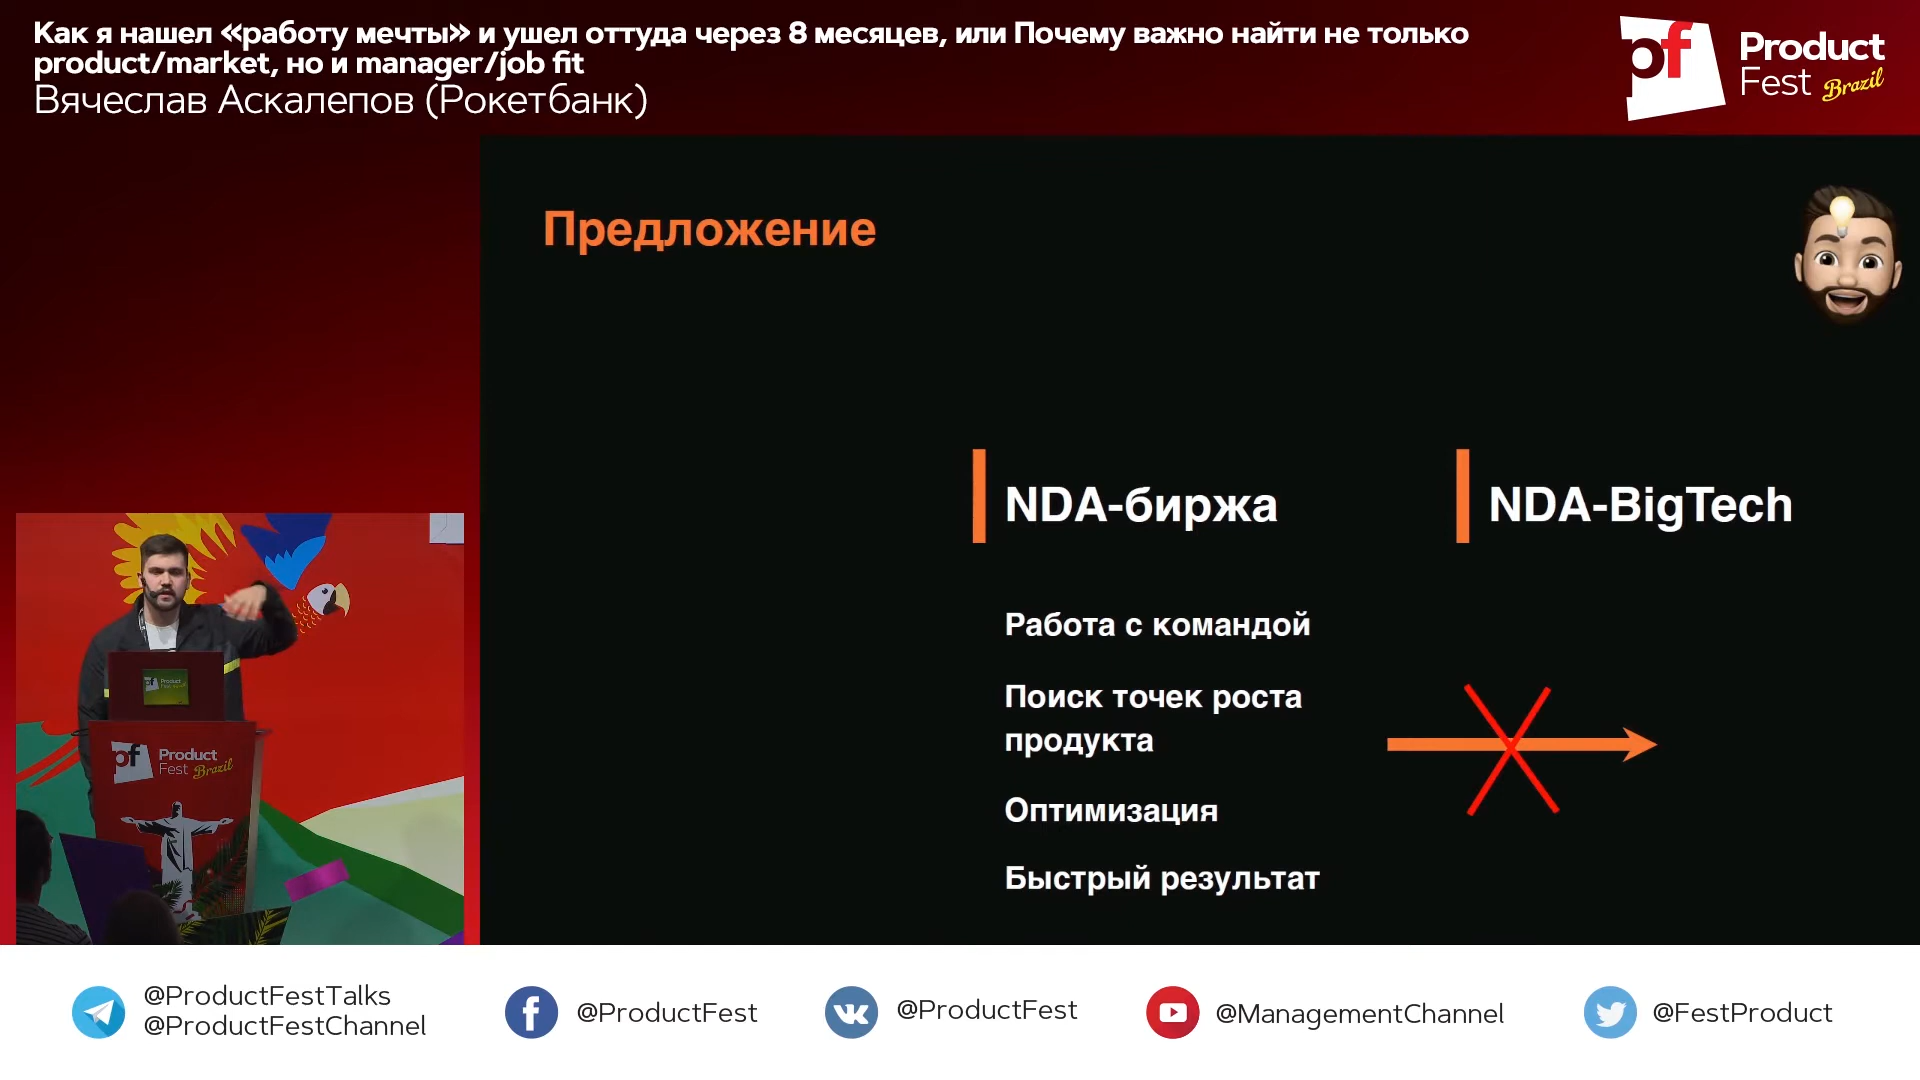 Как я нашел «работу мечты» и ушел оттуда через 8 месяцев, или Почему важно найти не только
product/market, но и manager/job fit
Вячеслав Аскалепов (Рокетбанк)
pf
Product
Fest Brazil
Предложение
NDA-биржа
NDA-BigTech
Работа с командой
Поиск точек роста
продукта
Оптимизация
Быстрый результат
pf
Product
Fest Brazil
@ProductFestTalks
@ProductFestChannel
@ProductFest
@ProductFest
@ManagementChannel
@FestProduct